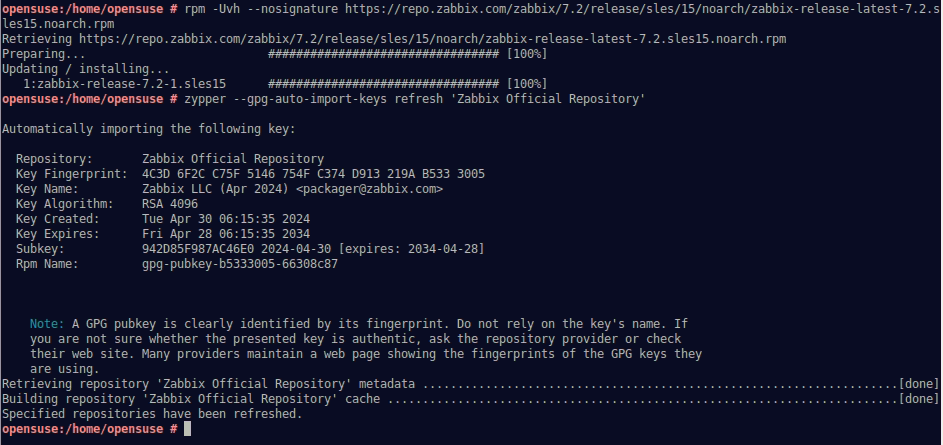 opensuse:/home/opensuse # rpm -Uvh --nosignature https://repo.zabbix.com/zabbix/7.2/release/sles/15/noarch/zabbix-release-latest-7.2.s
les15.noarch.rpm
Retrieving https://repo.zabbix.com/zabbix/7.2/release/sles/15/noarch/zabbix-release-latest-7.2.sles15.noarch.rpm
Preparing...                          ################################# [100%]
Updating / installing...
   1:zabbix-release-7.2-1.sles15      ################################# [100%]
opensuse:/home/opensuse # zypper --gpg-auto-import-keys refresh 'Zabbix Official Repository'
Automatically importing the following key:
  Repository:       Zabbix Official Repository
  Key Fingerprint:  4C3D 6F2C C75F 5146 754F C374 D913 219A B533 3005
  Key Name:         Zabbix LLC (Apr 2024) <packager@zabbix.com>
  Key Algorithm:    RSA 4096
  Key Created:      Tue Apr 30 06:15:35 2024
  Key Expires:      Fri Apr 28 06:15:35 2034
  Subkey:           942D85F987AC46E0 2024-04-30 [expires: 2034-04-28]
  Rpm Name:         gpg-pubkey-b5333005-66308c87
    Note: A GPG pubkey is clearly identified by its fingerprint. Do not rely on the key's name. If
    you are not sure whether the presented key is authentic, ask the repository provider or check
    their web site. Many providers maintain a web page showing the fingerprints of the GPG keys they
    are using.
Retrieving repository 'Zabbix Official Repository' metadata ....................................................................[done]
Building repository 'Zabbix Official Repository' cache .........................................................................[done]
Specified repositories have been refreshed.
opensuse:/home/opensuse #